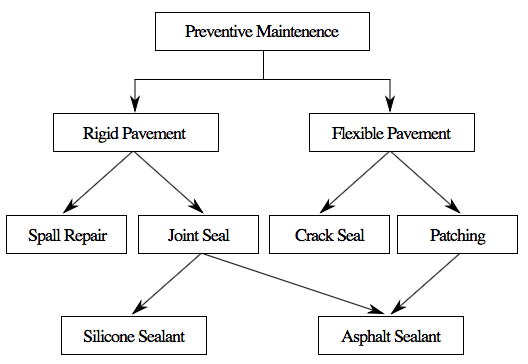 Preventive Maintenence
Rigid Pavement
Flexible Pavement
Spall Repair
Joint Seal
Crack Seal
Patching
Silicone Sealant
Asphalt Sealant